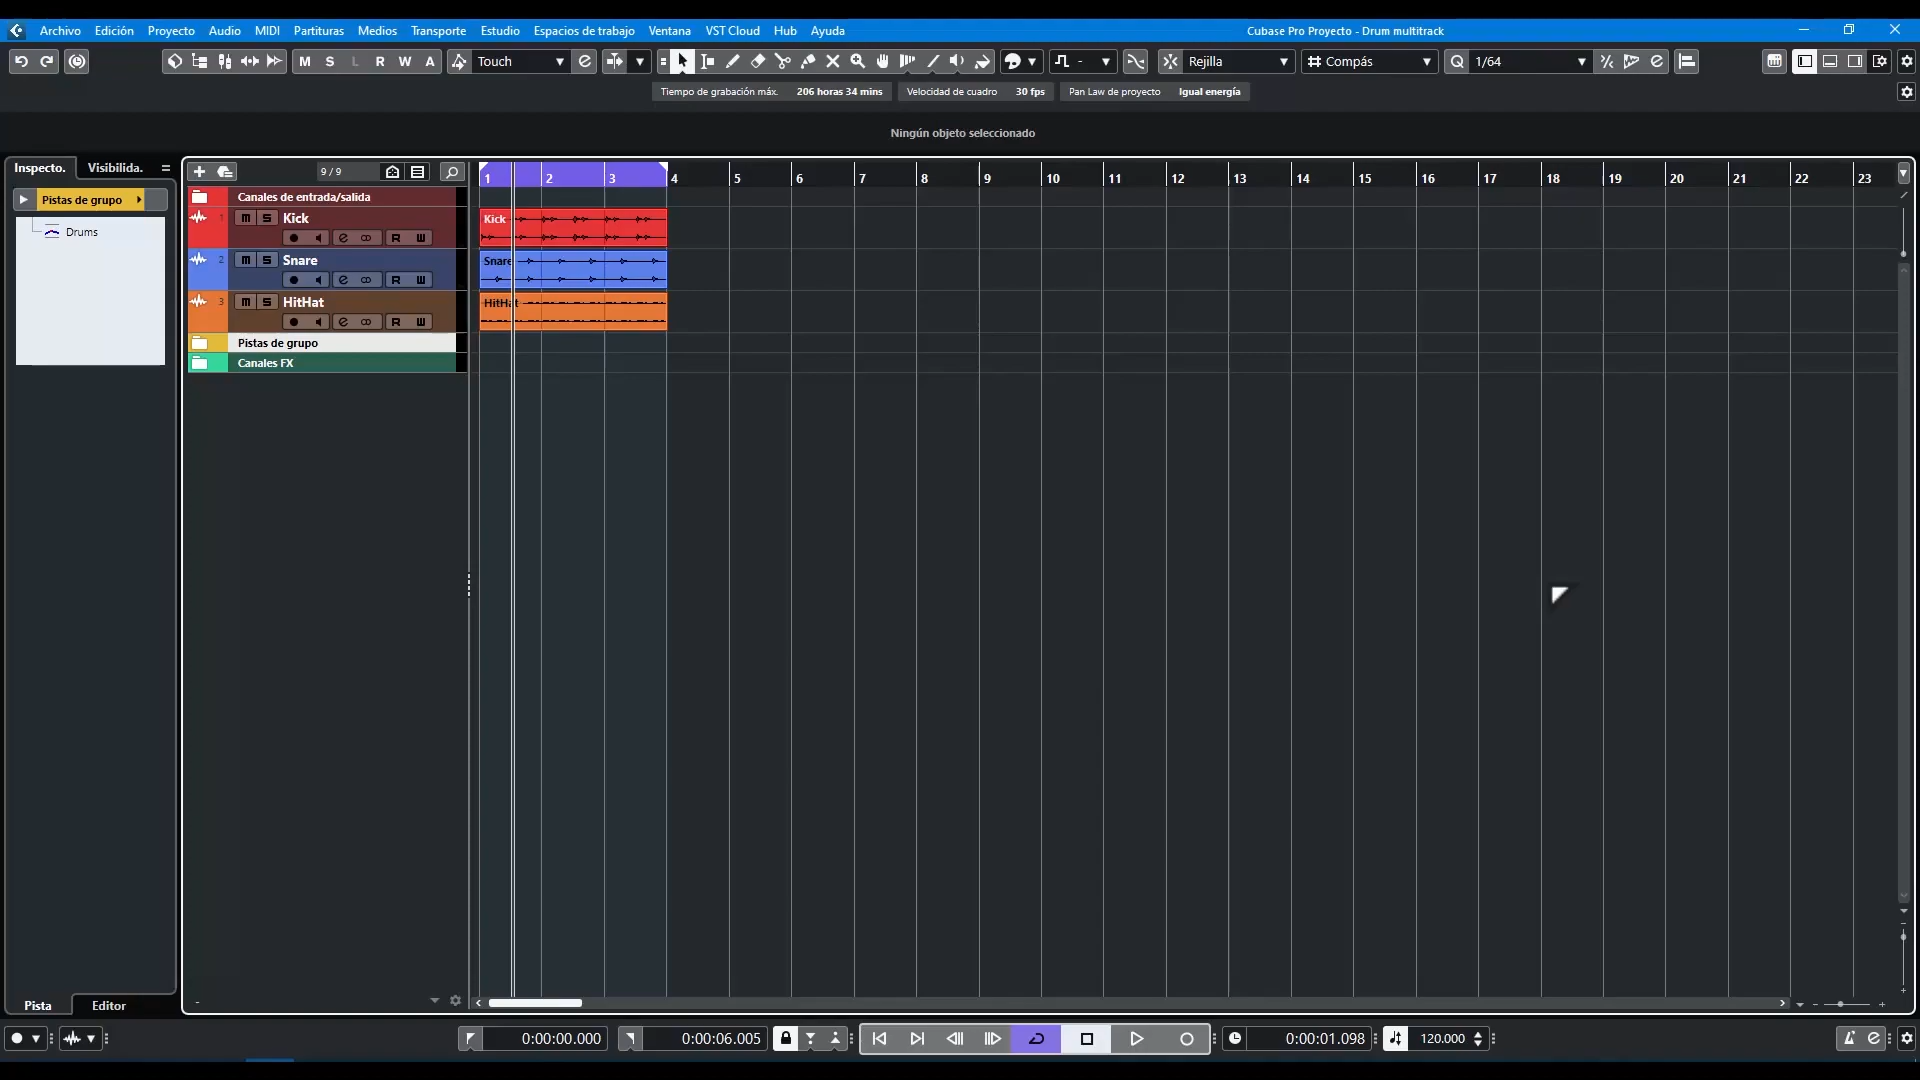 Archivo Edición Proyecto Audio MIDI Partituras Medios Transporte Estudio Espacios de trabajo Ventana VST Cloud Hub Ayuda Cubase Pro Proyecto - Drum multitrack
M S L R W A Touch - Rejilla Compás Q 1/64
Tiempo de grabación máx. 206 horas 34 mins Velocidad de cuadro 30 fps Pan Law de proyecto Igual energía
Ningún objeto seleccionado
Inspecto. Visibilida. 9 / 9 1 2 3 4 5 6 7 8 9 10 11 12 13 14 15 16 17 18 19 20 21 22 23
Pistas de grupo Canales de entrada/salida
Drums
1 m S Kick Kick
e R W
2 m S Snare Snare
e R W
3 m S HitHat HitHat
e R W
Pistas de grupo
Canales FX
Pista Editor
0:00:00.000 0:00:06.005 0:00:01.098 120.000